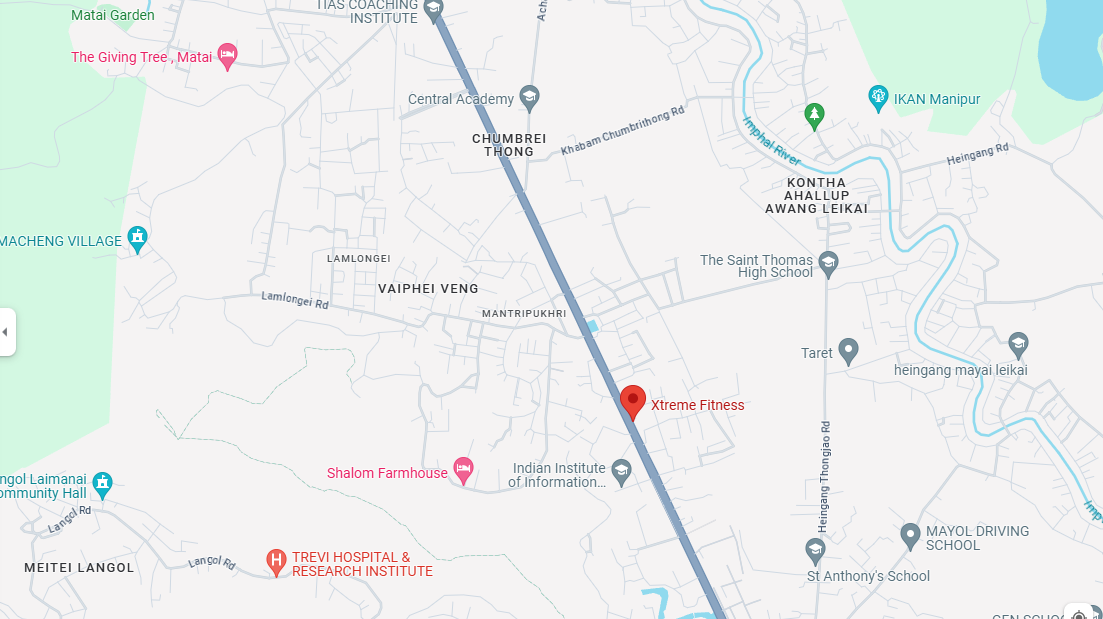 TIAS COACHING
INSTITUTE
Matai Garden
The Giving Tree , Matai
Central Academy
IKAN Manipur
Khabam Chumbrithong Rd
CHUMBREI
THONG
Imphal River
Heingang Rd
KONTHA
AHALLUP
AWANG LEIKAI
MACHENG VILLAGE
LAMLONGEI
The Saint Thomas
High School
VAIPHEI VENG
Lamlongei Rd
MANTRIPUKHRI
Taret
heingang mayai leikai
Xtreme Fitness
Heingang Thongjao Rd
Shalom Farmhouse
Indian Institute
of Information...
ngol Laimanai
ommunity Hall
Langol Rd
MAYOL DRIVING
SCHOOL
TREVI HOSPITAL &
RESEARCH INSTITUTE
Langol Rd
MEITEI LANGOL
St Anthony's School